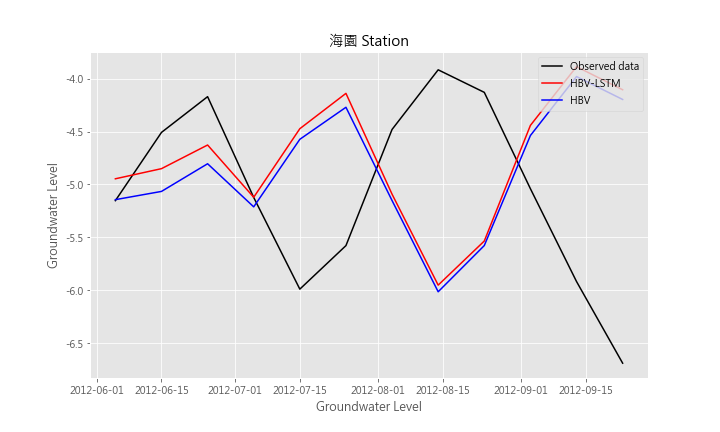 海園 Station
Observed data
HBV-LSTM
HBV
Groundwater Level
-4.0
-4.5
-5.0
-5.5
-6.0
-6.5
2012-06-01 2012-06-15 2012-07-01 2012-07-15 2012-08-01 2012-08-15 2012-09-01 2012-09-15
Groundwater Level